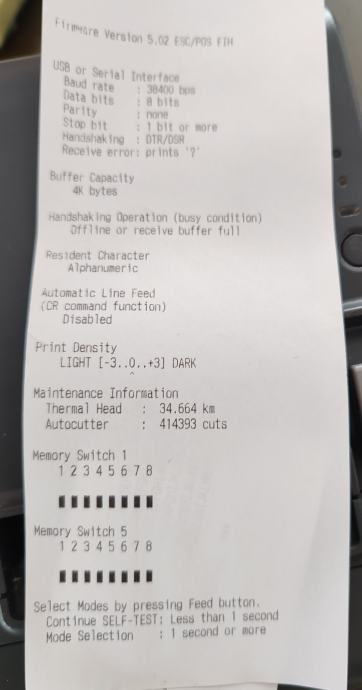 Firmware Version 5.02 ESC/POS FIH
USB or Serial Interface
Baud rate : 38400 bps
Data bits : 8 bits
Parity : none
Stop bit : 1 bit or more
Handshaking : DTR/DSR
Receive error: prints '?'
Buffer Capacity
4K bytes
Handshaking Operation (busy condition)
Offline or receive buffer full
Resident Character
Alphanumeric
Automatic Line Feed
(CR command function)
Disabled
Print Density
LIGHT [-3..0..+3] DARK
^
Maintenance Information
Thermal Head : 34.664 km
Autocutter : 414393 cuts
Memory Switch 1
1 2 3 4 5 6 7 8
Memory Switch 5
1 2 3 4 5 6 7 8
Select Modes by pressing Feed button.
Continue SELF-TEST: Less than 1 second
Mode Selection : 1 second or more